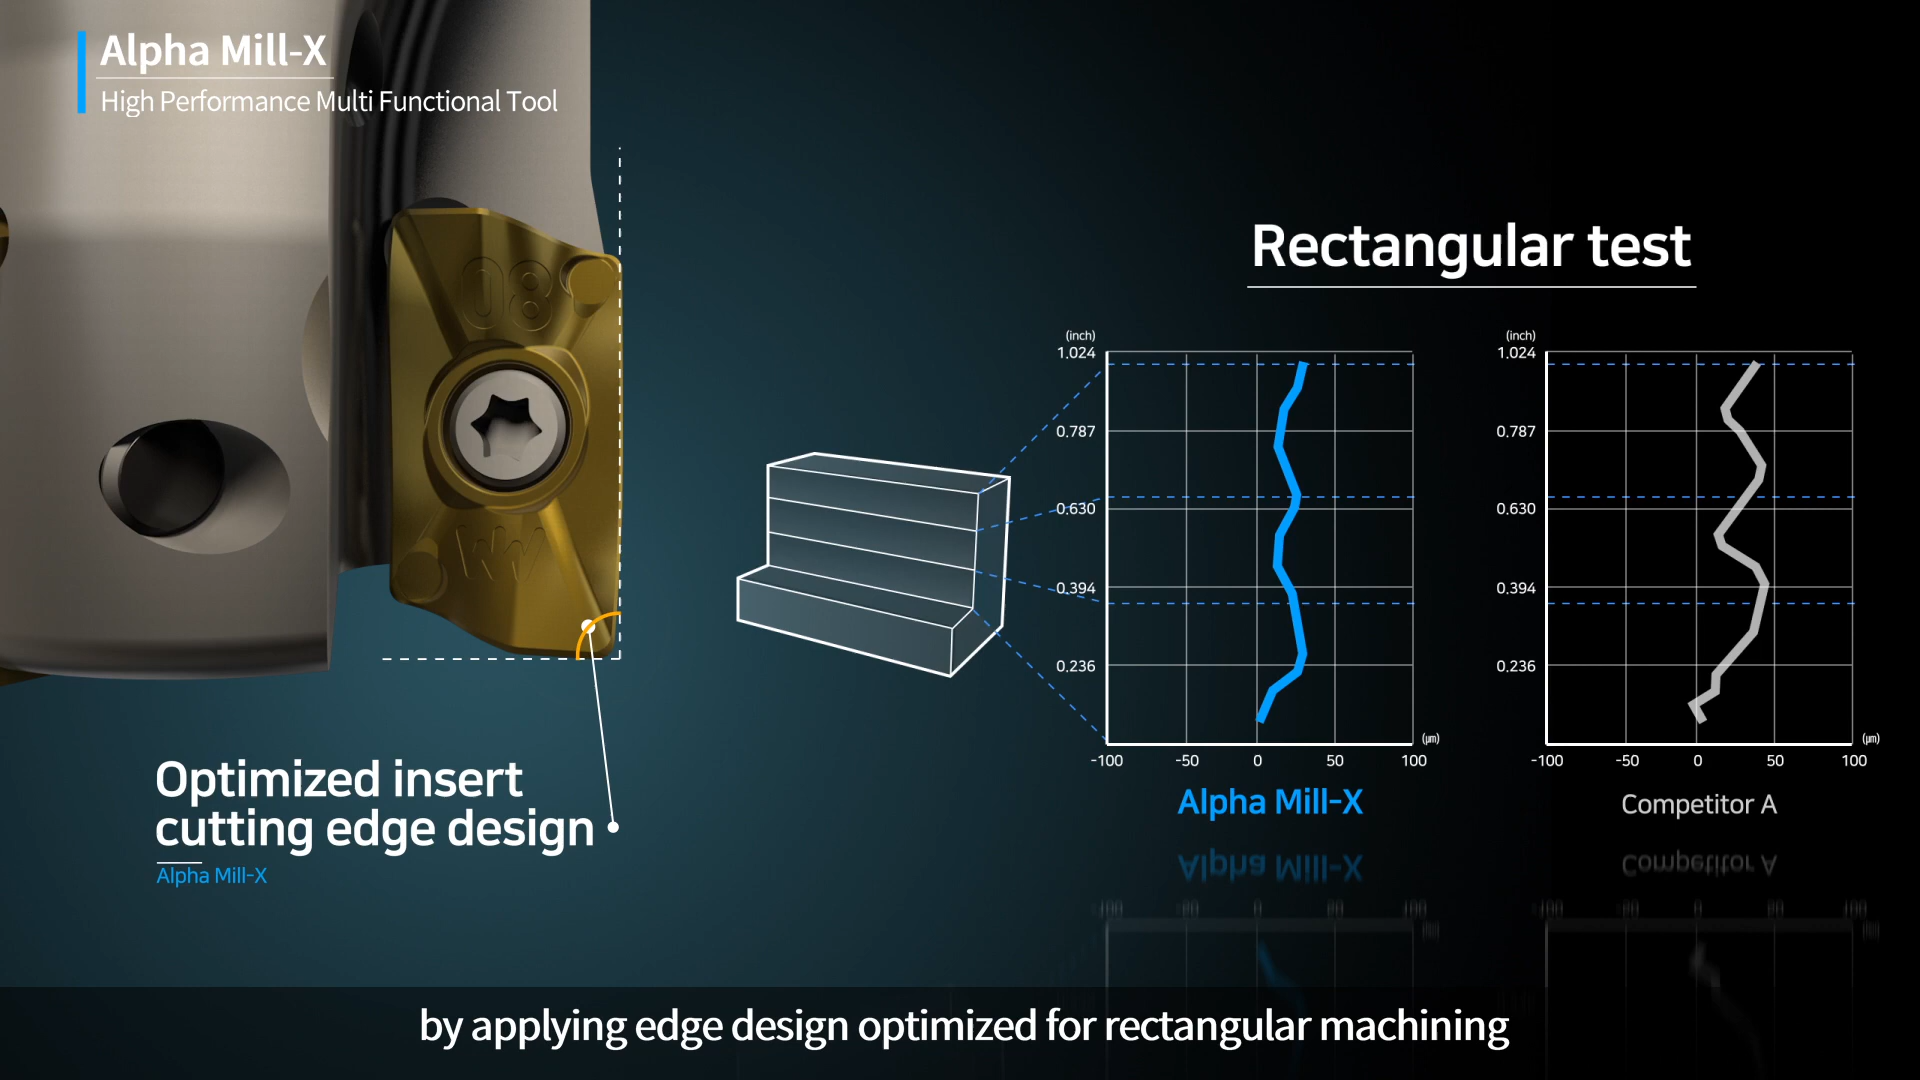 Alpha Mill-X
High Performance Multi Functional Tool
08
Rectangular test
(inch)
1.024
0.787
0.630
0.394
0.236
-100
-50
0
50
100
(μm)
Alpha Mill-X
(inch)
1.024
0.787
0.630
0.394
0.236
-100
-50
0
50
100
(μm)
Competitor A
Optimized insert
cutting edge design
Alpha Mill-X
by applying edge design optimized for rectangular machining